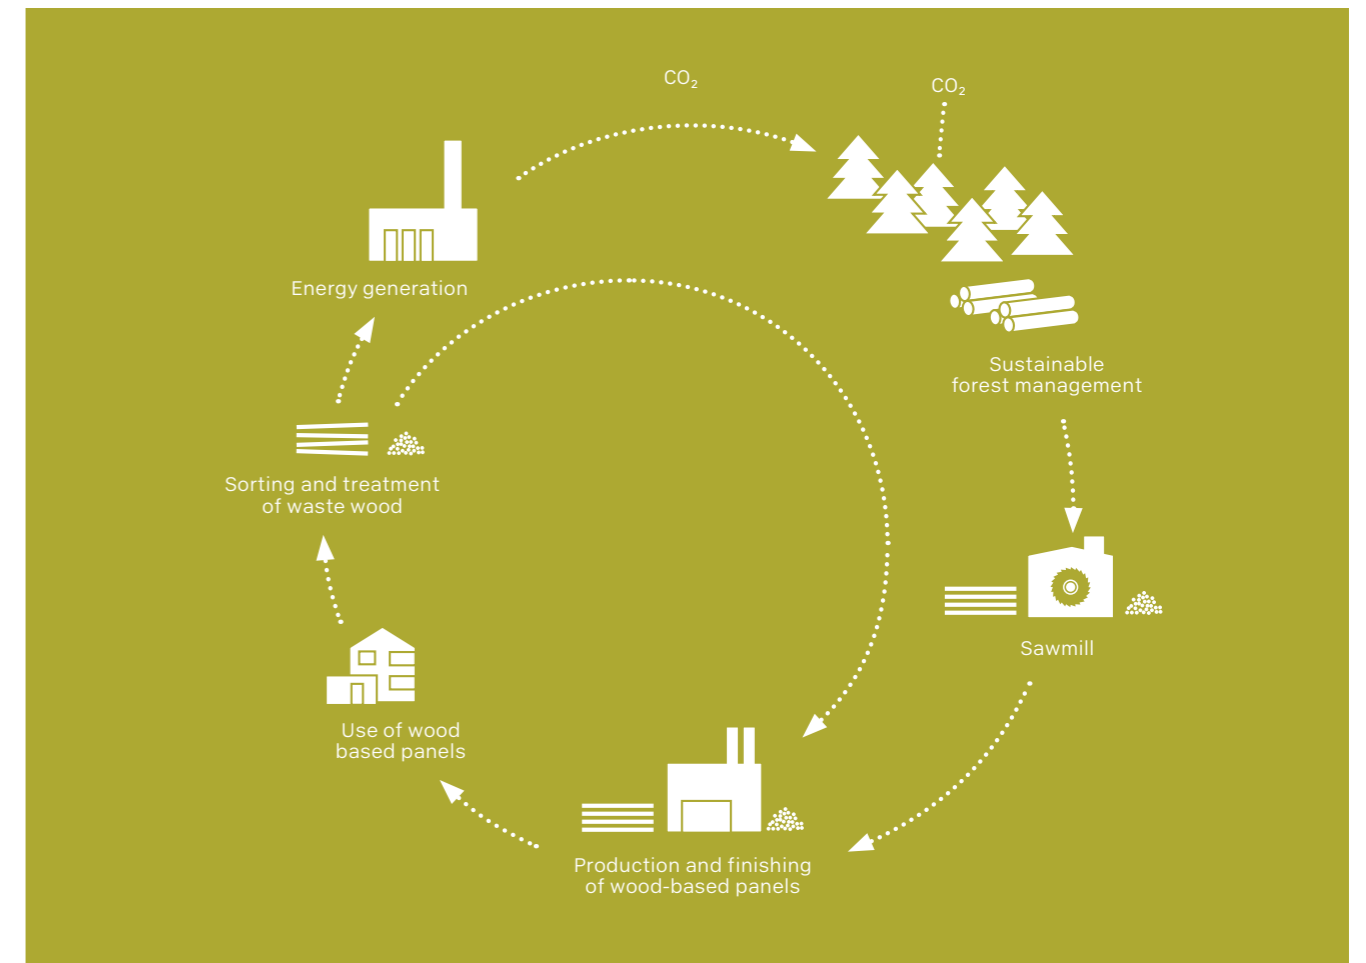 CO₂
CO₂
Energy generation
Sustainable
forest management
Sorting and treatment
of waste wood
Sawmill
Use of wood
based panels
Production and finishing
of wood-based panels